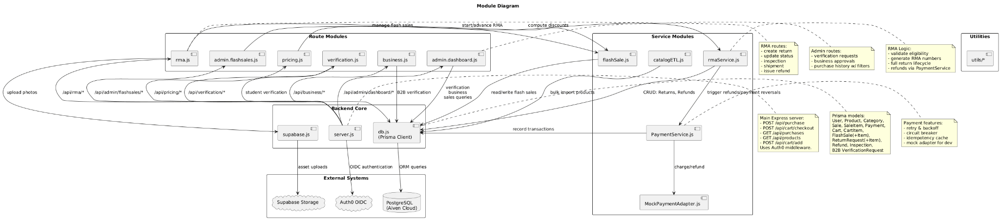 Module Diagram
manage flash sales
start/advance RMA
compute discounts
Route Modules
rma.js
admin.flashsales.js
pricing.js
verification.js
business.js
admin.dashboard.js
Service Modules
flashSale.js
catalogETL.js
rmaService.js
RMA routes:
- create return
- update status
- inspection
- shipment
- issue refund
Admin routes:
- verification requests
- business approvals
- purchase history w/ filters
RMA Logic:
- validate eligibility
- generate RMA numbers
- full return lifecycle
- refunds via PaymentService
Utilities
utils/*
upload photos
/api/rma/*
/api/admin/flashsales/*
/api/pricing/*
/api/verification/*
student verification
/api/business/*
/api/admin/dashboard/*
B2B verification
verification
business
sales queries
read/write flash sales
bulk import products
CRUD: Returns, Refunds
trigger refunds/payment reversals
Backend Core
supabase.js
server.js
db.js
(Prisma Client)
record transactions
PaymentService.js
Main Express server:
- POST /api/purchase
- POST /api/cart/checkout
- GET /api/purchases
- GET /api/products
- POST /api/cart/add
Uses Auth0 middleware.
Prisma models:
User, Product, Category,
Sale, SaleItem, Payment,
Cart, CartItem,
FlashSale(+Item),
ReturnRequest(+Item),
Refund, Inspection,
B2B VerificationRequest
Payment features:
- retry & backoff
- circuit breaker
- idempotency cache
- mock adapter for dev
asset uploads
OIDC authentication
ORM queries
charge/refund
External Systems
Supabase Storage
Auth0 OIDC
PostgreSQL
(Aiven Cloud)
MockPaymentAdapter.js